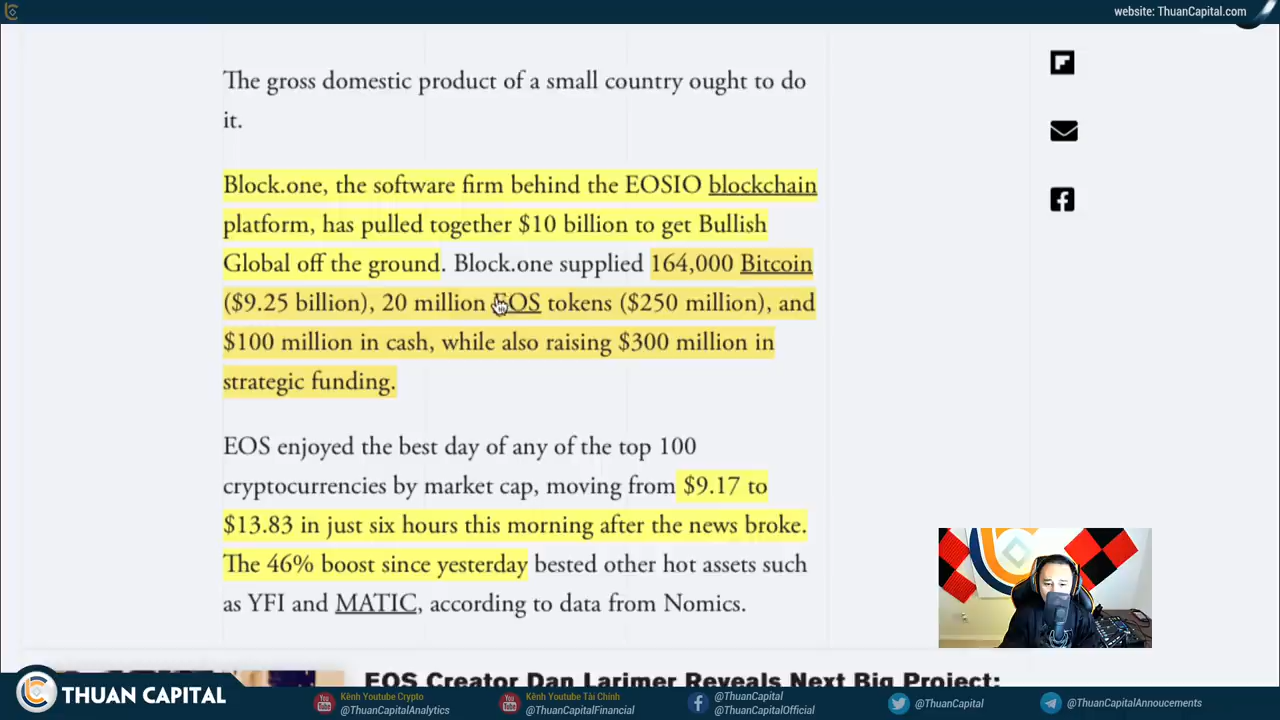 website: ThuanCapital.com
The gross domestic product of a small country ought to do
it.
Block.one, the software firm behind the EOSIO blockchain
platform, has pulled together $10 billion to get Bullish
Global off the ground. Block.one supplied 164,000 Bitcoin
($9.25 billion), 20 million EOS tokens ($250 million), and
$100 million in cash, while also raising $300 million in
strategic funding.
EOS enjoyed the best day of any of the top 100
cryptocurrencies by market cap, moving from $9.17 to
$13.83 in just six hours this morning after the news broke.
The 46% boost since yesterday bested other hot assets such
as YFI and MATIC, according to data from Nomics.
EOS Creator Dan Larimer Reveals Next Big Project:
THUAN CAPITAL
Kênh Youtube Crypto
@ThuanCapitalAnalytics
Kênh Youtube Tài Chính
@ThuanCapitalFinancial
@ThuanCapital
@ThuanCapitalOfficial
@ThuanCapital
@ThuanCapitalAnnoucements